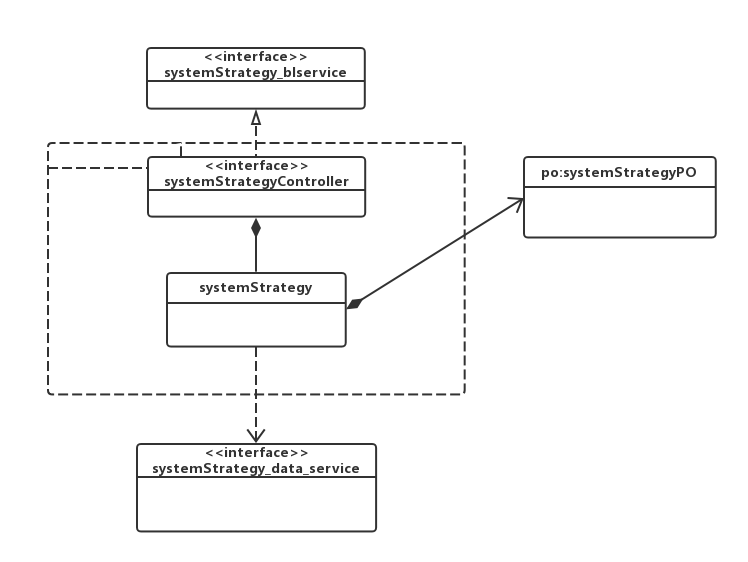 <<interface>>
systemStrategy_blservice
<<interface>>
systemStrategyController
po:systemStrategyPO
systemStrategy
<<interface>>
systemStrategy_data_service